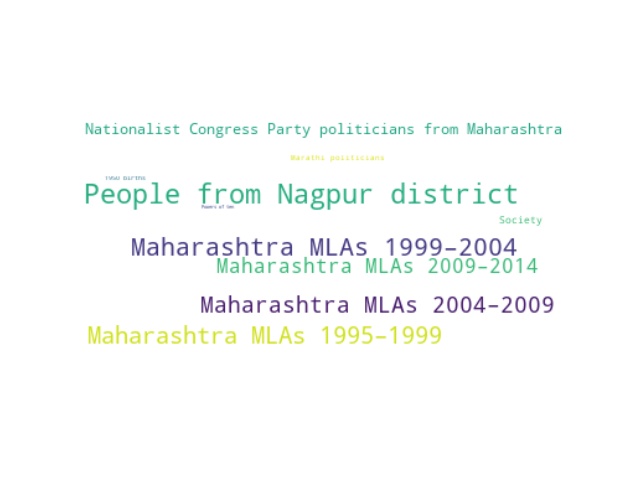 Nationalist Congress Party politicians from Maharashtra
Marathi politicians
births
People from Nagpur district
Society
Maharashtra MLAs 1999–2004
Maharashtra MLAs 2009–2014
Maharashtra MLAs 2004–2009
Maharashtra MLAs 1995–1999